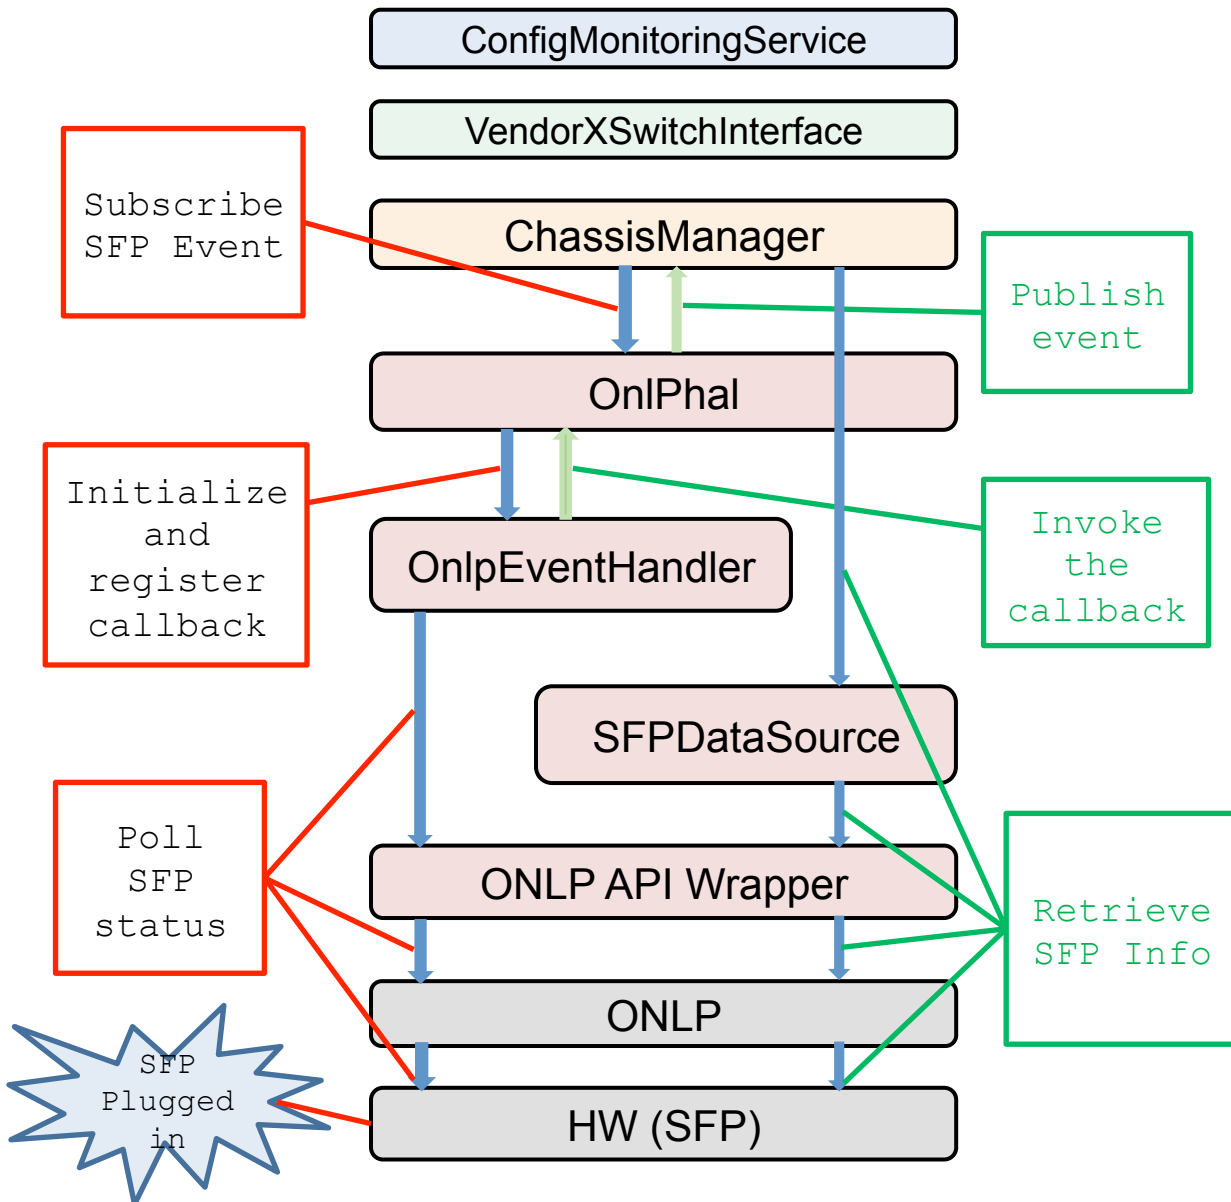 ConfigMonitoringService
VendorXSwitchInterface
Subscribe
SFP Event
ChassisManager
Publish
event
OnlPhal
Initialize
and
register
callback
OnlpEventHandler
Invoke
the
callback
SFPDataSource
Poll
SFP
status
ONLP API Wrapper
Retrieve
SFP Info
ONLP
SFP
Plugged
in
HW (SFP)